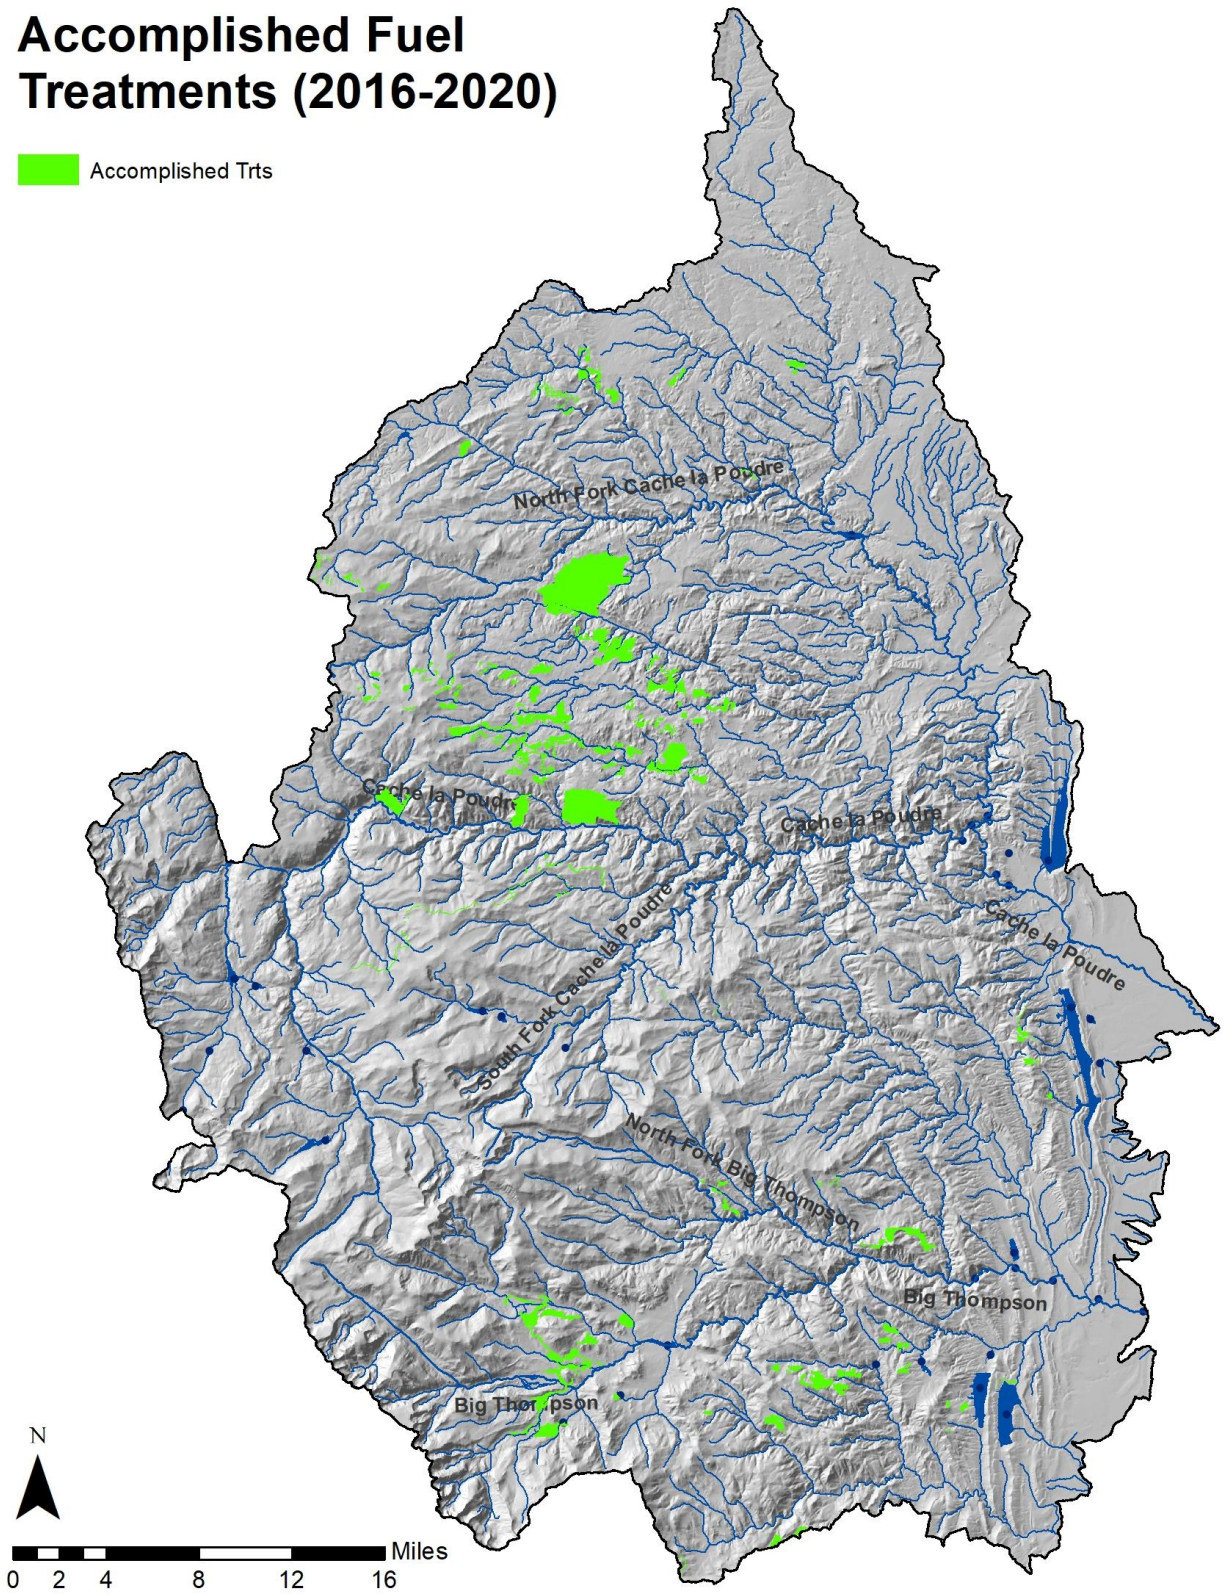 Accomplished Fuel
Treatments (2016-2020)
Accomplished Trts
North Fork Cache la Poudre
Cache la Poudre
Cache la Poudre
Cache la Poudre
South Fork Cache la Poudre
North Fork Big Thompson
Big Thompson
Big Thompson
N
Miles
0 2 4 8 12 16